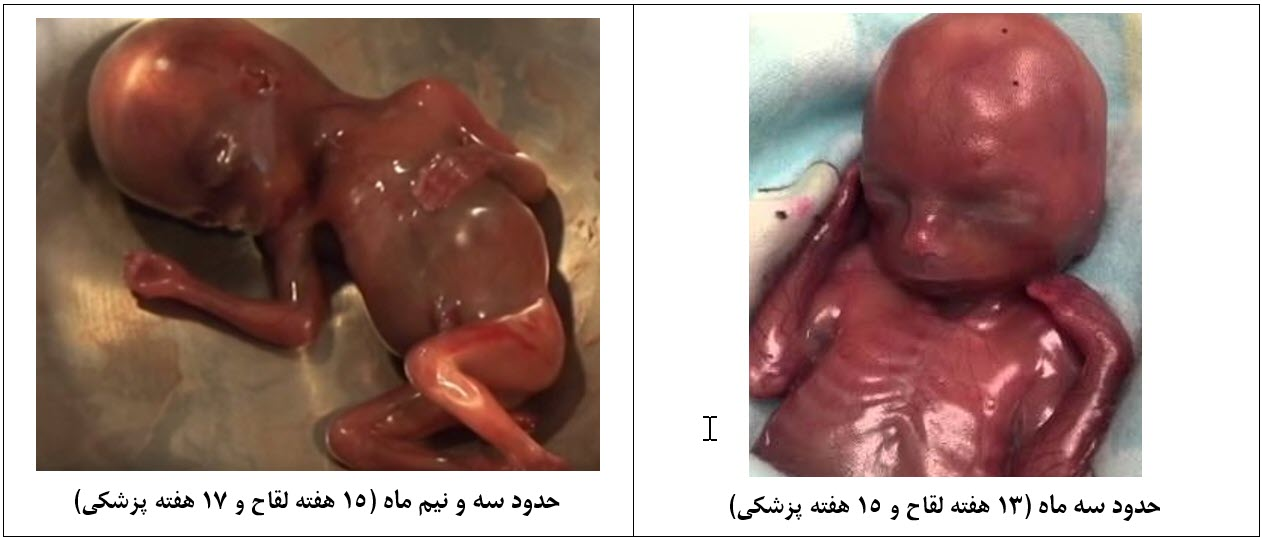 حدود سه ماه (۱۳ هفته لقاح و ۱۵ هفته پزشکی)
حدود سه و نیم ماه (۱۵ هفته لقاح و ۱۷ هفته پزشکی)